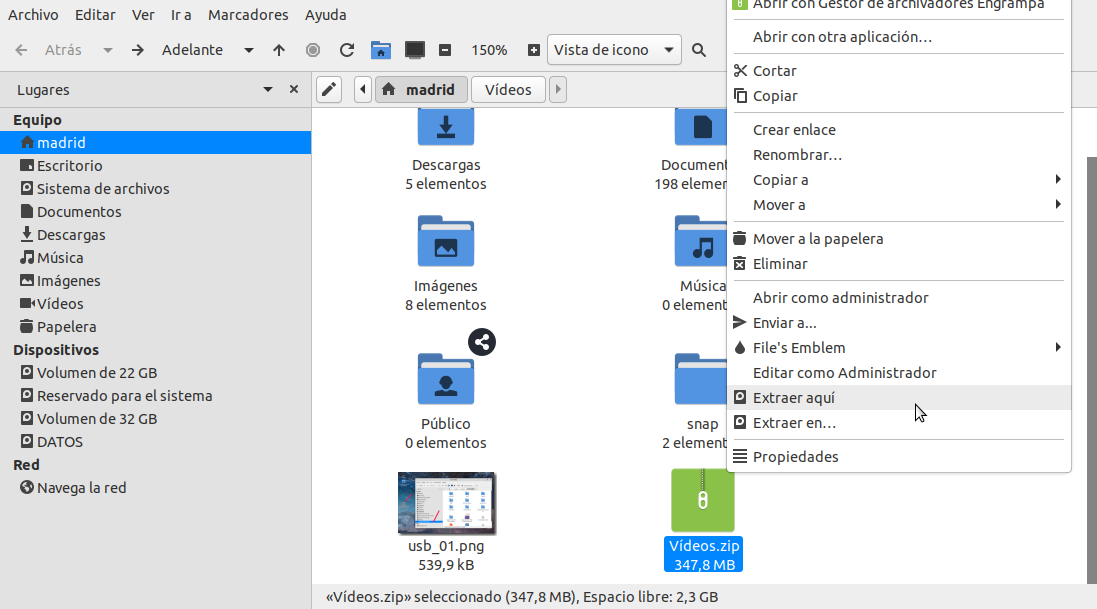 Archivo Editar Ver Ir a Marcadores Ayuda
Atrás Adelante 150% Vista de icono
Lugares
madrid Vídeos
Equipo
madrid
Escritorio
Sistema de archivos
Documentos
Descargas
Música
Imágenes
Vídeos
Papelera
Dispositivos
Volumen de 22 GB
Reservado para el sistema
Volumen de 32 GB
DATOS
Red
Navega la red
Descargas
5 elementos
Document
198 elemen
Imágenes
8 elementos
Música
0 element
Público
0 elementos
snap
2 element
usb_01.png
539,9 kB
Vídeos.zip
347,8 MB
Abrir con Gestor de archivadores Engrampa
Abrir con otra aplicación…
Cortar
Copiar
Crear enlace
Renombrar…
Copiar a
Mover a
Mover a la papelera
Eliminar
Abrir como administrador
Enviar a...
File's Emblem
Editar como Administrador
Extraer aquí
Extraer en…
Propiedades
«Vídeos.zip» seleccionado (347,8 MB), Espacio libre: 2,3 GB